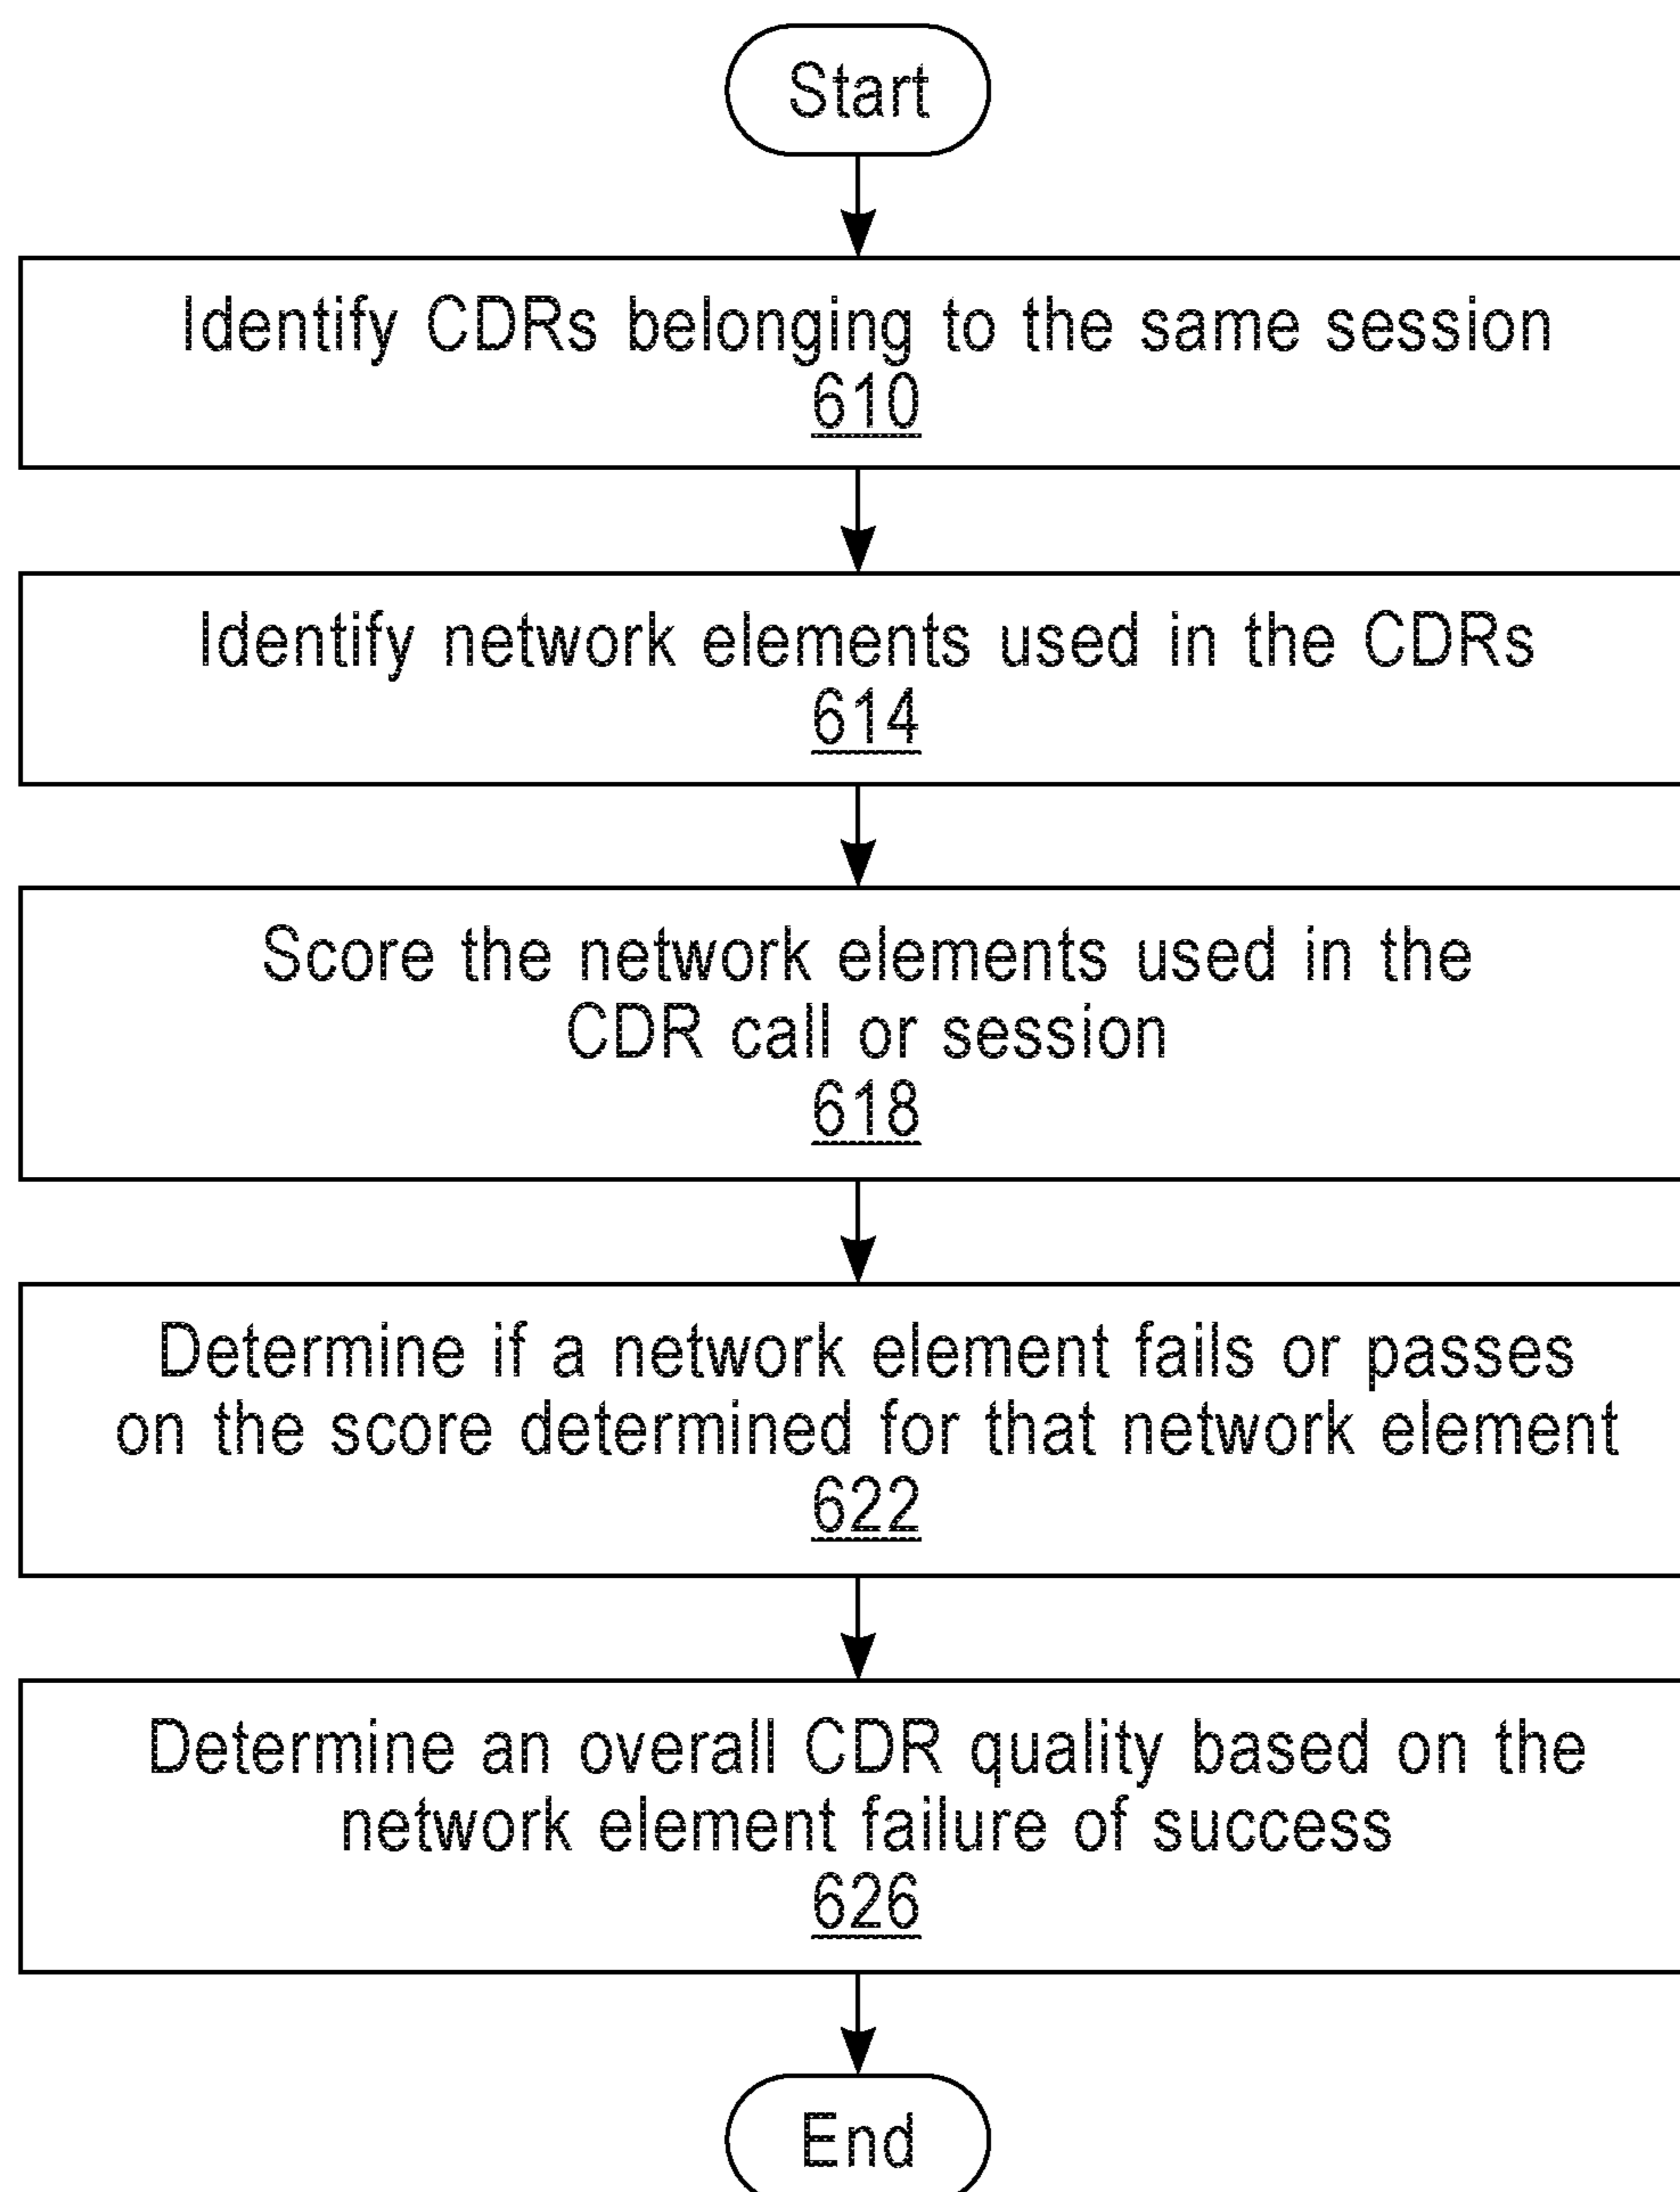 Start
Identify CDRs belonging to the same session
610
Identify network elements used in the CDRs
614
Score the network elements used in the
CDR call or session
618
Determine if a network element fails or passes
on the score determined for that network element
622
Determine an overall CDR quality based on the
network element failure of success
626
End